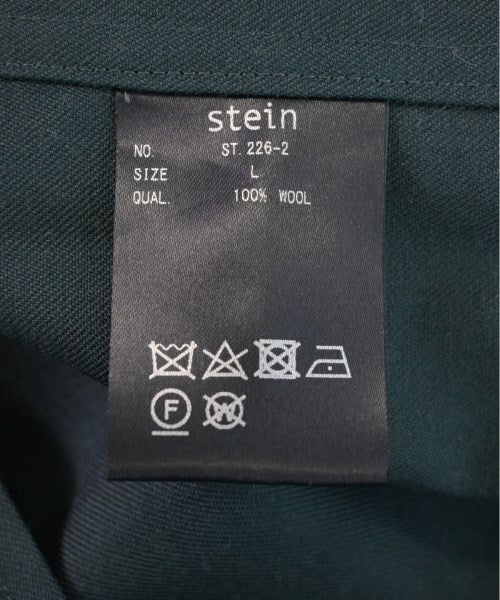 stein
NO. ST.226-2
SIZE L
QUAL. 100% WOOL
F W